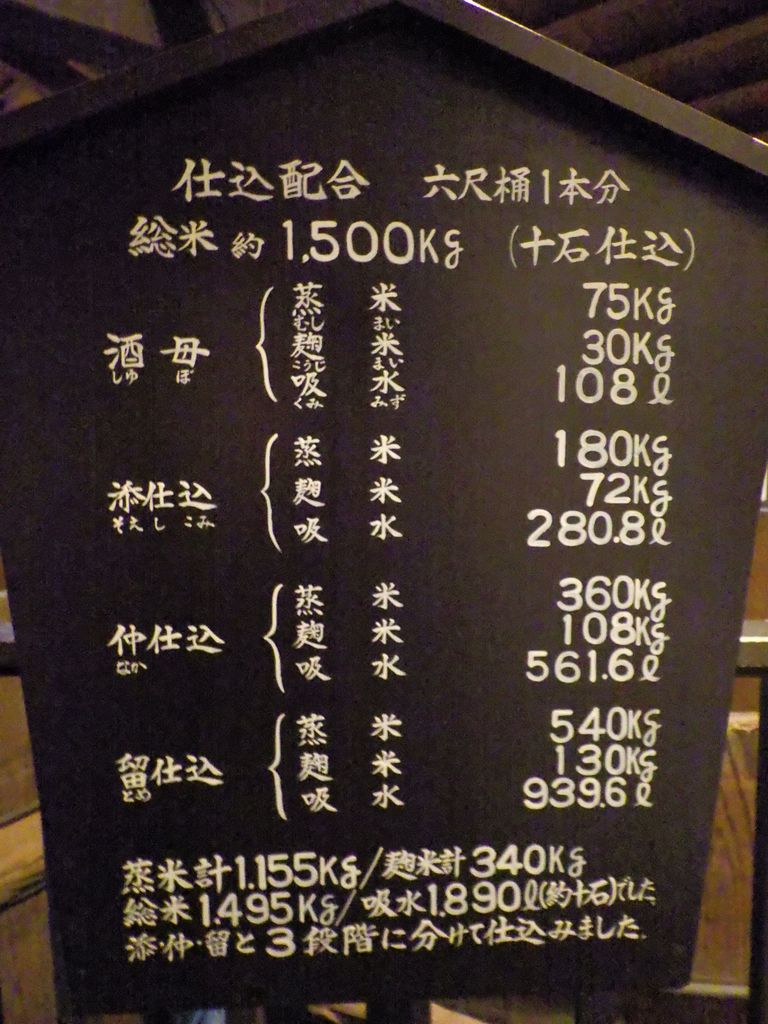 仕込配合 六尺桶1本分
総米 約 1,500Kg (十石仕込)
酒母 蒸米 75Kg
しゅ ぼ むし まい
麹米 30Kg
こうじ まい
吸水 108ℓ
くみ みず
添仕込 蒸米 180Kg
そえ し こみ
麹米 72Kg
吸水 280.8ℓ
仲仕込 蒸米 360Kg
なか
麹米 108Kg
吸水 561.6ℓ
留仕込 蒸米 540Kg
とめ
麹米 130Kg
吸水 939.6ℓ
蒸米計1.155Kg/麹米計340Kg
総米1.495Kg/吸水1.890ℓ(約十石)でした
添・仲・留と3段階に分けて仕込みました.